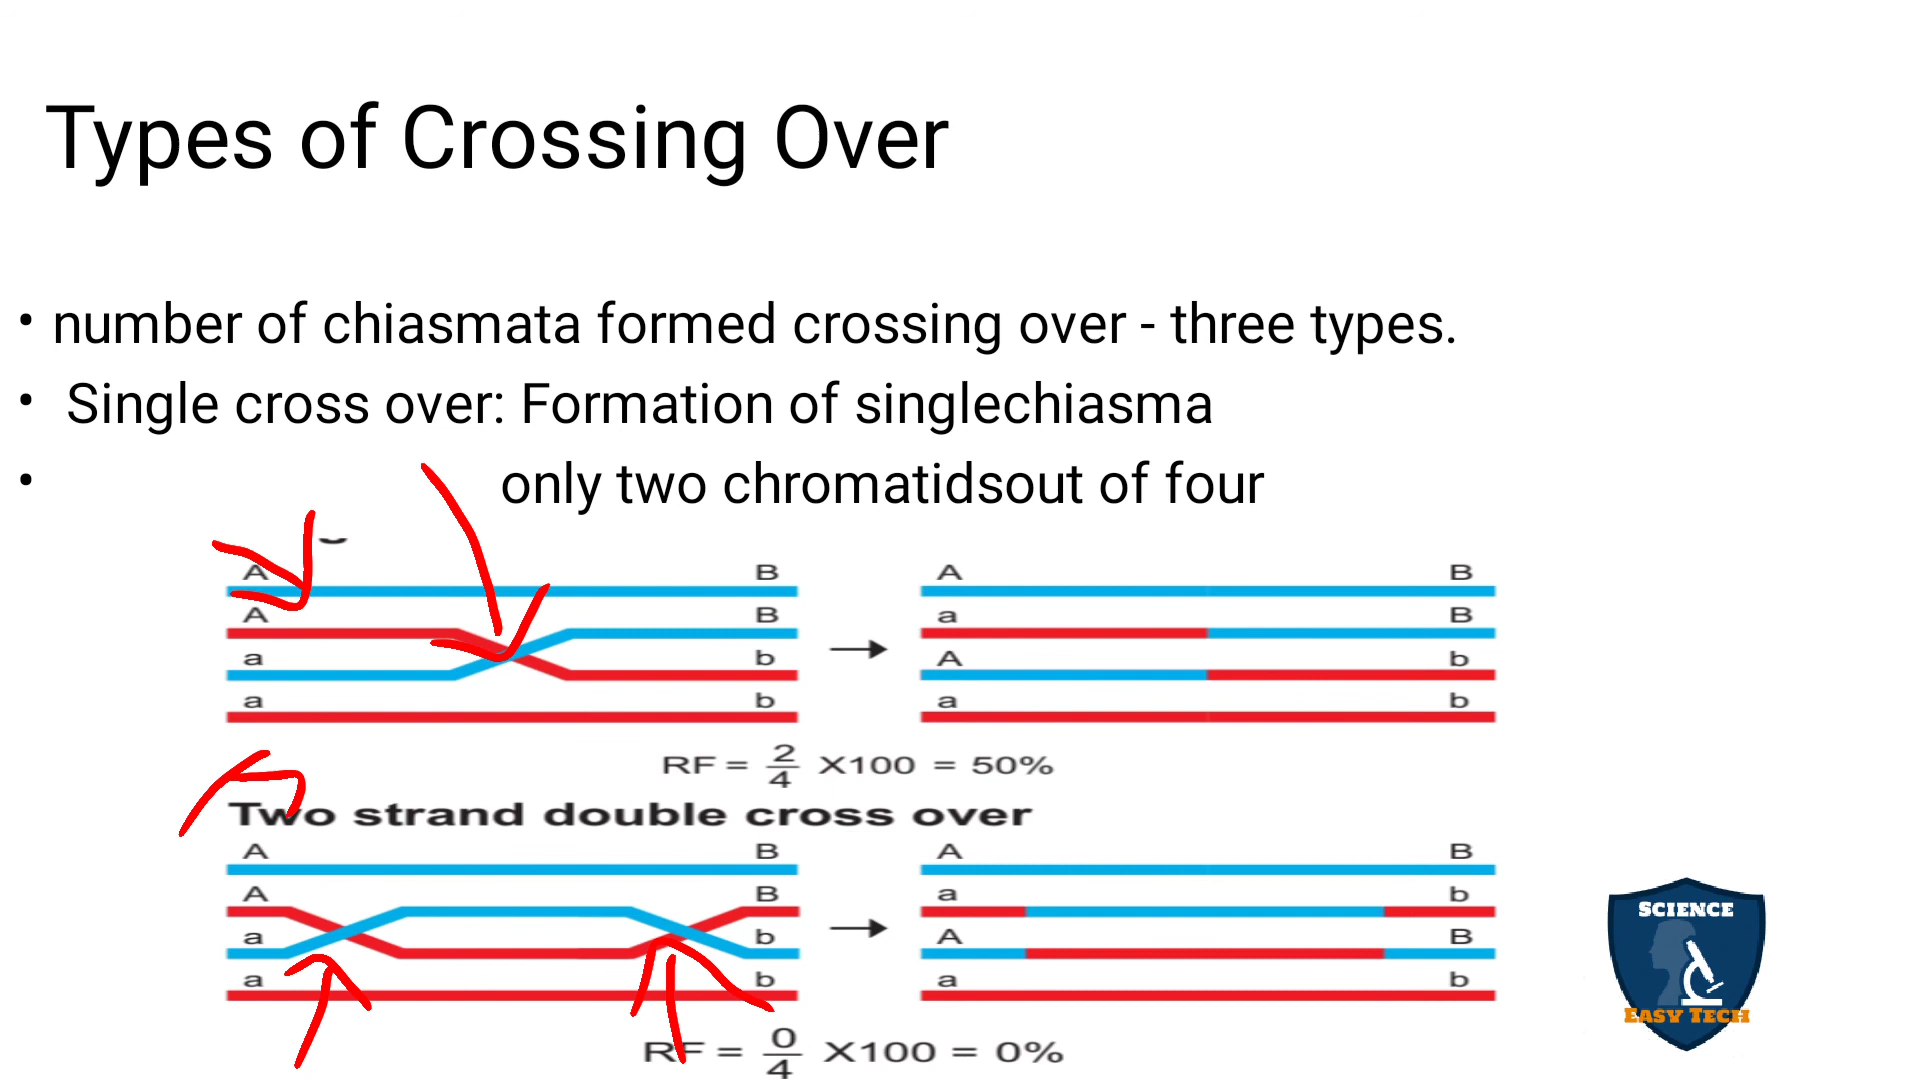 Types of Crossing Over
• number of chiasmata formed crossing over - three types.
• Single cross over: Formation of singlechiasma
• only two chromatidsout of four
A B A B
A B a B
a b A b
a b a b
RF = 2/4 X100 = 50%
Two strand double cross over
A B A B
A B a b
a b A B
a b a b
RF = 0/4 X100 = 0%
SCIENCE
EASY TECH